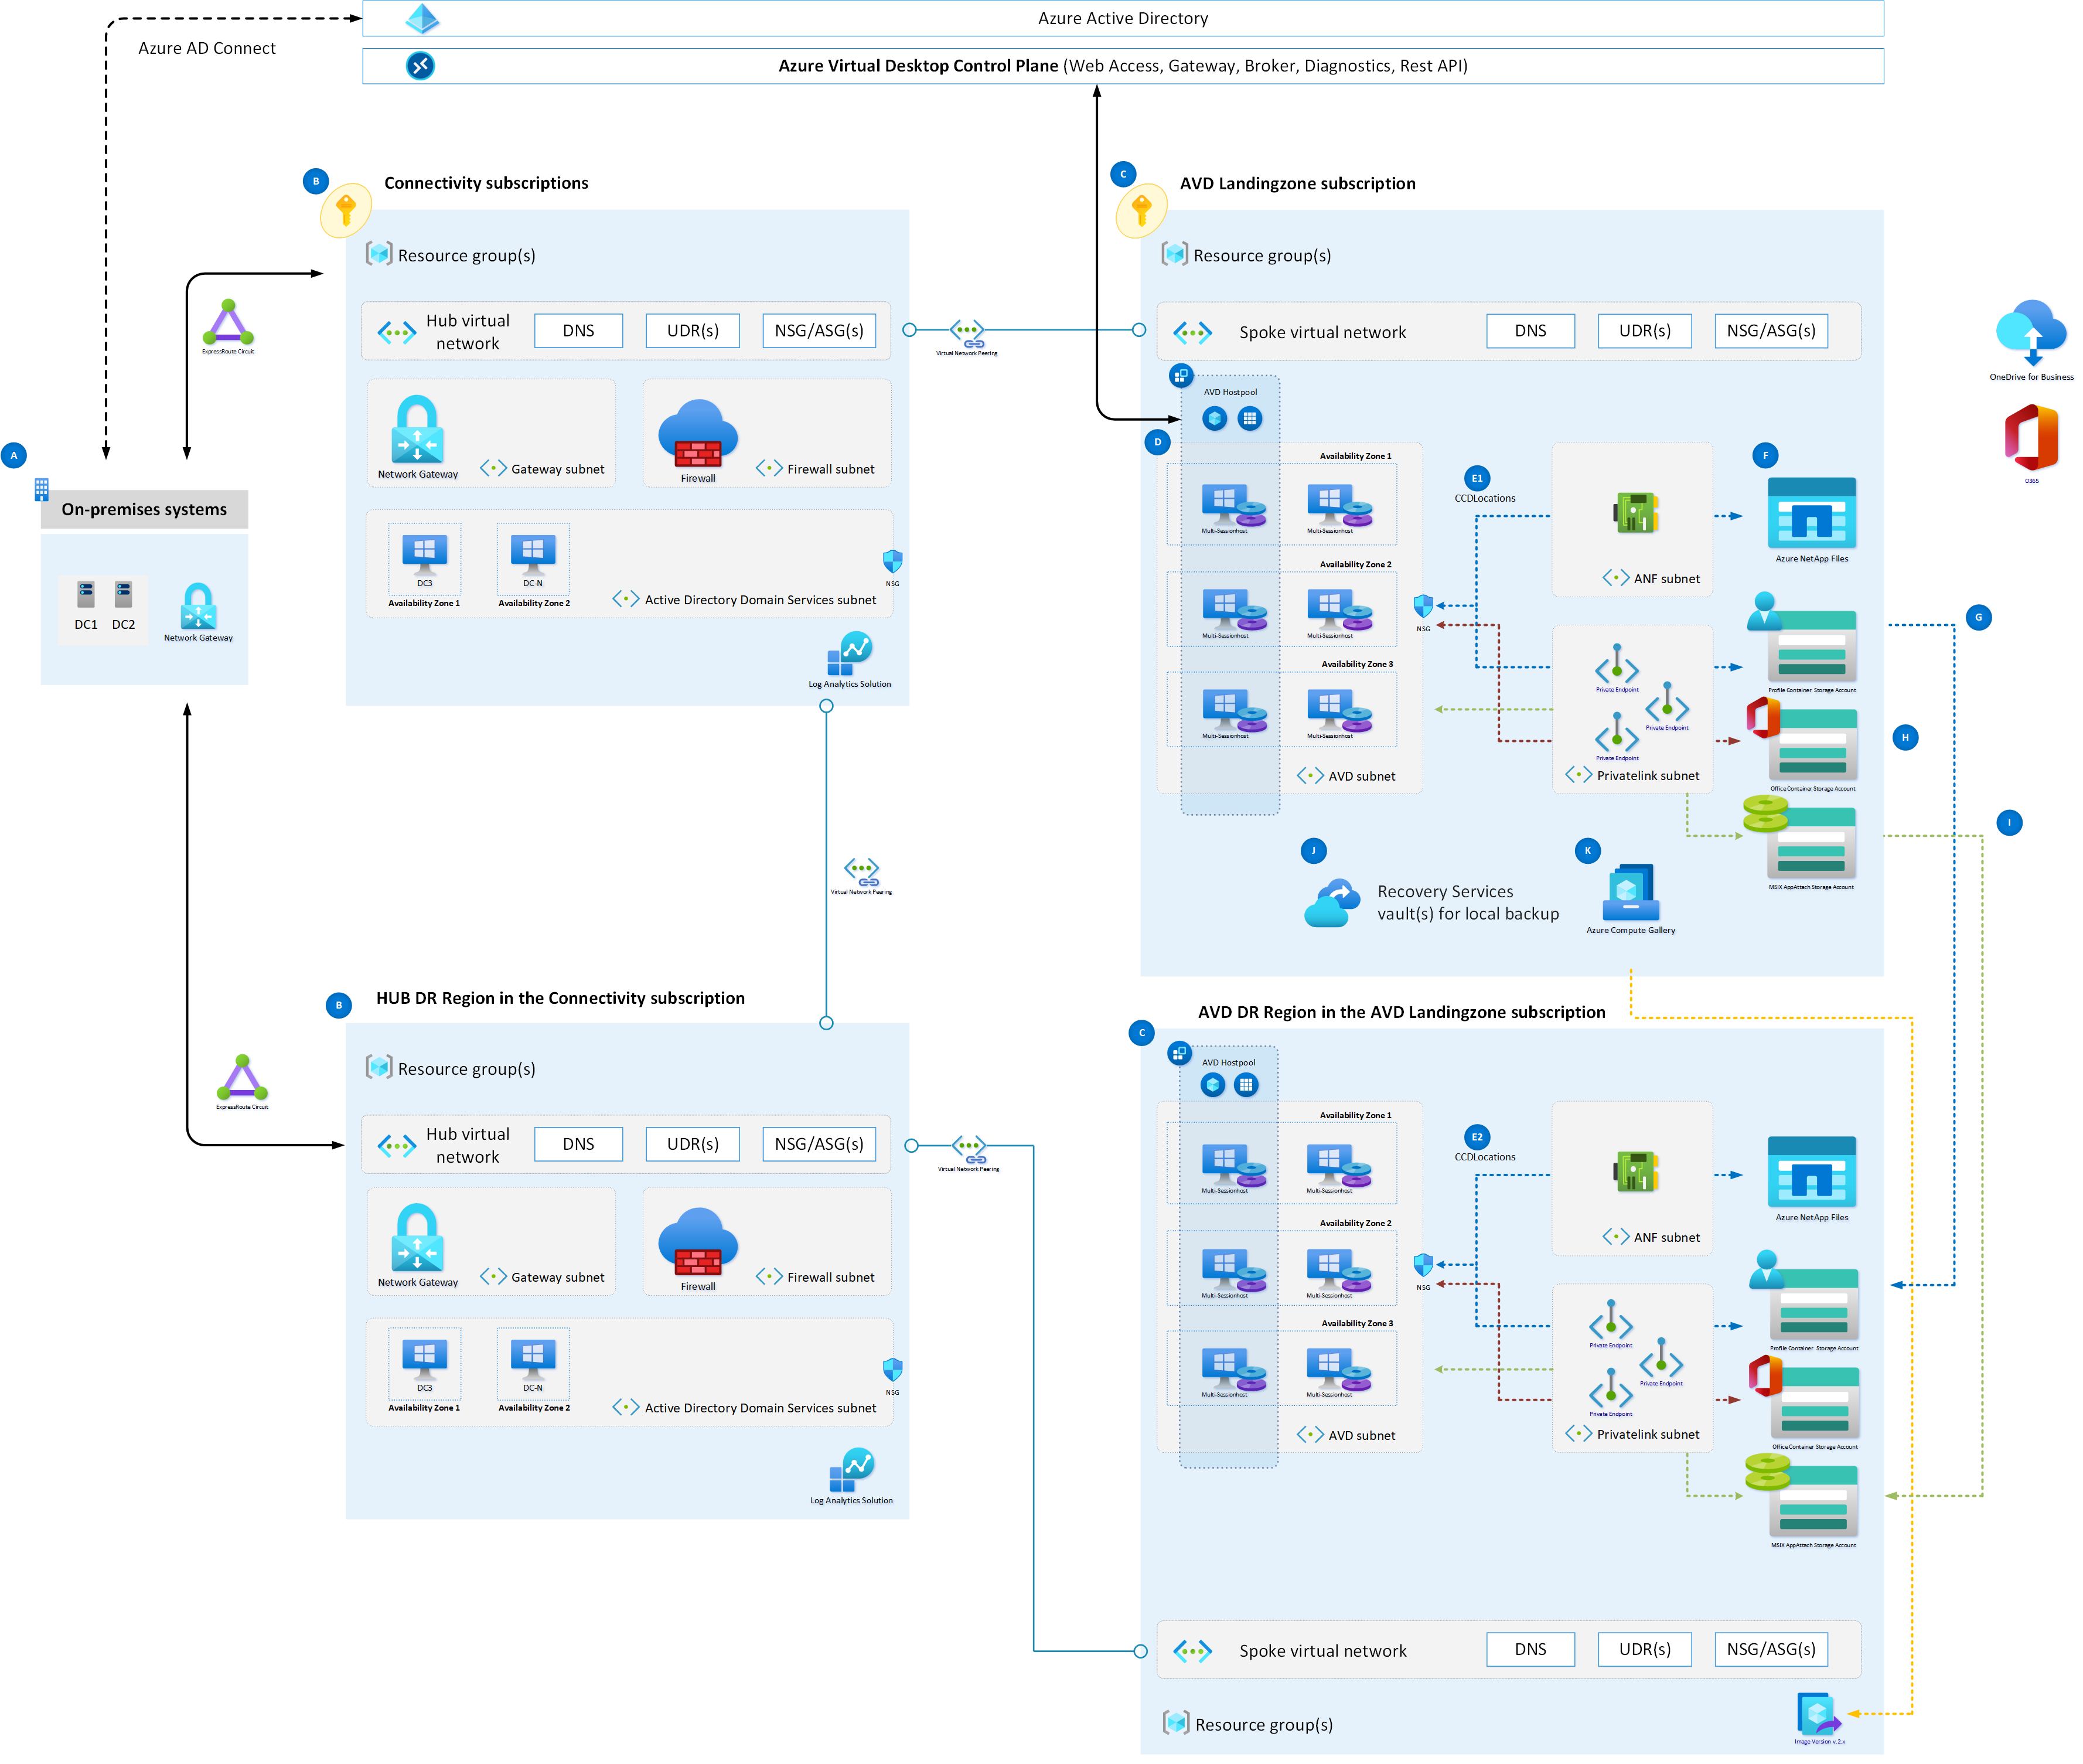 Azure Active Directory
Azure AD Connect
Azure Virtual Desktop Control Plane (Web Access, Gateway, Broker, Diagnostics, Rest API)
A
On-premises systems
DC1
DC2
Network Gateway
ExpressRoute Circuit
B
Connectivity subscriptions
Resource group(s)
Hub virtual
network
DNS
UDR(s)
NSG/ASG(s)
Network Gateway
Gateway subnet
Firewall
Firewall subnet
DC3
Availability Zone 1
DC-N
Availability Zone 2
Active Directory Domain Services subnet
NSG
Log Analytics Solution
Virtual Network Peering
Virtual Network Peering
C
AVD Landingzone subscription
Resource group(s)
Spoke virtual network
DNS
UDR(s)
NSG/ASG(s)
AVD Hostpool
D
Availability Zone 1
Multi-Sessionhost
Multi-Sessionhost
Availability Zone 2
Multi-Sessionhost
Multi-Sessionhost
Availability Zone 3
Multi-Sessionhost
Multi-Sessionhost
AVD subnet
NSG
E1
CCDLocations
ANF subnet
Private Endpoint
Private Endpoint
Private Endpoint
Privatelink subnet
F
Azure NetApp Files
Profile Container Storage Account
Office Container Storage Account
MSIX AppAttach Storage Account
OneDrive for Business
O365
G
H
I
J
Recovery Services
vault(s) for local backup
K
Azure Compute Gallery
ExpressRoute Circuit
B
HUB DR Region in the Connectivity subscription
Resource group(s)
Hub virtual
network
DNS
UDR(s)
NSG/ASG(s)
Network Gateway
Gateway subnet
Firewall
Firewall subnet
DC3
Availability Zone 1
DC-N
Availability Zone 2
Active Directory Domain Services subnet
NSG
Log Analytics Solution
Virtual Network Peering
C
AVD DR Region in the AVD Landingzone subscription
AVD Hostpool
Availability Zone 1
Multi-Sessionhost
Multi-Sessionhost
Availability Zone 2
Multi-Sessionhost
Multi-Sessionhost
Availability Zone 3
Multi-Sessionhost
Multi-Sessionhost
AVD subnet
NSG
E2
CCDLocations
ANF subnet
Private Endpoint
Private Endpoint
Private Endpoint
Privatelink subnet
Azure NetApp Files
Profile Container Storage Account
Office Container Storage Account
MSIX AppAttach Storage Account
Spoke virtual network
DNS
UDR(s)
NSG/ASG(s)
Resource group(s)
Image Version v.2.x